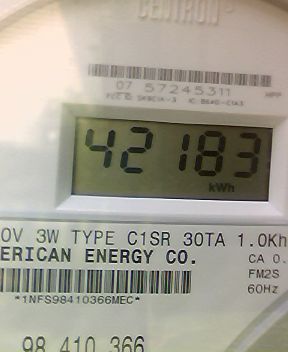 CENTRON
07 57245311
42183
kWh
0V 3W TYPE C1SR 30TA 1.0Kh
ERICAN ENERGY CO.
CA 0.
FM2S
60Hz
*1NFS98410366MEC*
98 410 366